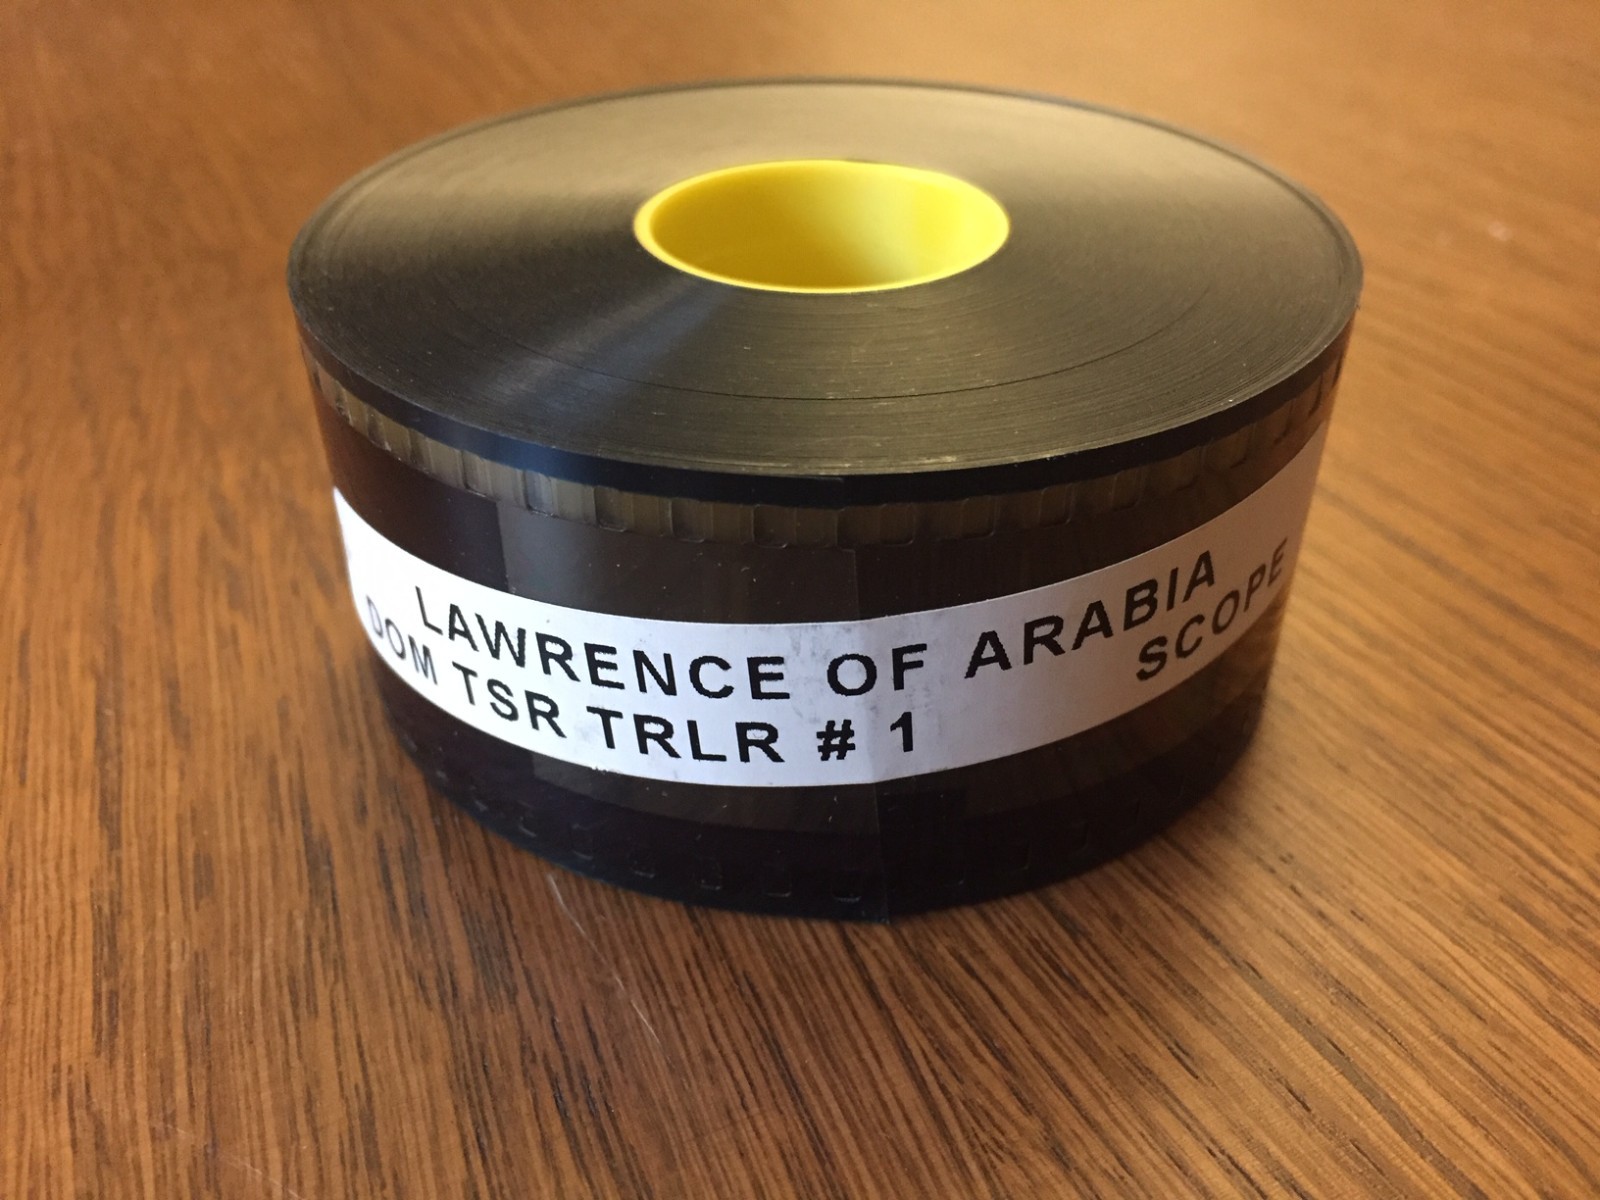 LAWRENCE OF ARABIA
DOM TSR TRLR # 1 SCOPE